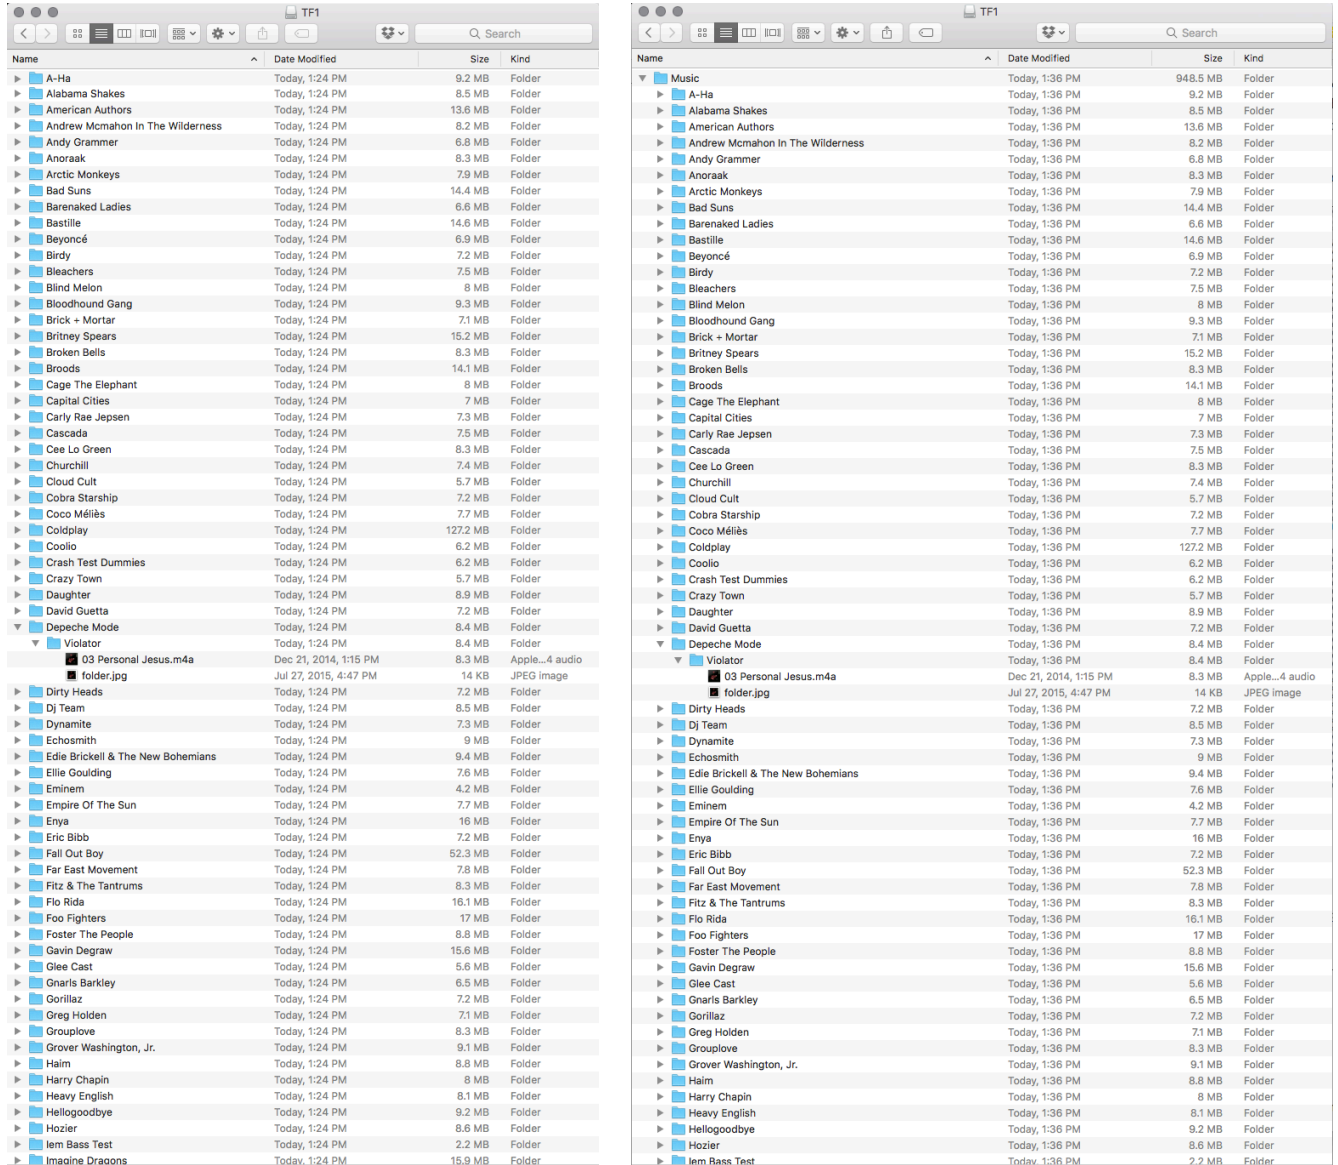 TF1
Search
Name Date Modified Size Kind
A-Ha Today, 1:24 PM 9.2 MB Folder
Alabama Shakes Today, 1:24 PM 8.5 MB Folder
American Authors Today, 1:24 PM 13.6 MB Folder
Andrew Mcmahon In The Wilderness Today, 1:24 PM 8.2 MB Folder
Andy Grammer Today, 1:24 PM 6.8 MB Folder
Anoraak Today, 1:24 PM 8.3 MB Folder
Arctic Monkeys Today, 1:24 PM 7.9 MB Folder
Bad Suns Today, 1:24 PM 14.4 MB Folder
Barenaked Ladies Today, 1:24 PM 6.6 MB Folder
Bastille Today, 1:24 PM 14.6 MB Folder
Beyoncé Today, 1:24 PM 6.9 MB Folder
Birdy Today, 1:24 PM 7.2 MB Folder
Bleachers Today, 1:24 PM 7.5 MB Folder
Blind Melon Today, 1:24 PM 8 MB Folder
Bloodhound Gang Today, 1:24 PM 9.3 MB Folder
Brick + Mortar Today, 1:24 PM 7.1 MB Folder
Britney Spears Today, 1:24 PM 15.2 MB Folder
Broken Bells Today, 1:24 PM 8.3 MB Folder
Broods Today, 1:24 PM 14.1 MB Folder
Cage The Elephant Today, 1:24 PM 8 MB Folder
Capital Cities Today, 1:24 PM 7 MB Folder
Carly Rae Jepsen Today, 1:24 PM 7.3 MB Folder
Cascada Today, 1:24 PM 7.5 MB Folder
Cee Lo Green Today, 1:24 PM 8.3 MB Folder
Churchill Today, 1:24 PM 7.4 MB Folder
Cloud Cult Today, 1:24 PM 5.7 MB Folder
Cobra Starship Today, 1:24 PM 7.2 MB Folder
Coco Méliès Today, 1:24 PM 7.7 MB Folder
Coldplay Today, 1:24 PM 127.2 MB Folder
Coolio Today, 1:24 PM 6.2 MB Folder
Crash Test Dummies Today, 1:24 PM 6.2 MB Folder
Crazy Town Today, 1:24 PM 5.7 MB Folder
Daughter Today, 1:24 PM 8.9 MB Folder
David Guetta Today, 1:24 PM 7.2 MB Folder
Depeche Mode Today, 1:24 PM 8.4 MB Folder
Violator Today, 1:24 PM 8.4 MB Folder
03 Personal Jesus.m4a Dec 21, 2014, 1:15 PM 8.3 MB Apple...4 audio
folder.jpg Jul 27, 2015, 4:47 PM 14 KB JPEG image
Dirty Heads Today, 1:24 PM 7.2 MB Folder
Dj Team Today, 1:24 PM 8.5 MB Folder
Dynamite Today, 1:24 PM 7.3 MB Folder
Echosmith Today, 1:24 PM 9 MB Folder
Edie Brickell & The New Bohemians Today, 1:24 PM 9.4 MB Folder
Ellie Goulding Today, 1:24 PM 7.6 MB Folder
Eminem Today, 1:24 PM 4.2 MB Folder
Empire Of The Sun Today, 1:24 PM 7.7 MB Folder
Enya Today, 1:24 PM 16 MB Folder
Eric Bibb Today, 1:24 PM 7.2 MB Folder
Fall Out Boy Today, 1:24 PM 52.3 MB Folder
Far East Movement Today, 1:24 PM 7.8 MB Folder
Fitz & The Tantrums Today, 1:24 PM 8.3 MB Folder
Flo Rida Today, 1:24 PM 16.1 MB Folder
Foo Fighters Today, 1:24 PM 17 MB Folder
Foster The People Today, 1:24 PM 8.8 MB Folder
Gavin Degraw Today, 1:24 PM 15.6 MB Folder
Glee Cast Today, 1:24 PM 5.6 MB Folder
Gnarls Barkley Today, 1:24 PM 6.5 MB Folder
Gorillaz Today, 1:24 PM 7.2 MB Folder
Greg Holden Today, 1:24 PM 7.1 MB Folder
Grouplove Today, 1:24 PM 8.3 MB Folder
Grover Washington, Jr. Today, 1:24 PM 9.1 MB Folder
Haim Today, 1:24 PM 8.8 MB Folder
Harry Chapin Today, 1:24 PM 8 MB Folder
Heavy English Today, 1:24 PM 8.1 MB Folder
Hellogoodbye Today, 1:24 PM 9.2 MB Folder
Hozier Today, 1:24 PM 8.6 MB Folder
Iem Bass Test Today, 1:24 PM 2.2 MB Folder
Imagine Dragons Today, 1:24 PM 15.9 MB Folder
TF1
Search
Name Date Modified Size Kind
Music Today, 1:36 PM 948.5 MB Folder
A-Ha Today, 1:36 PM 9.2 MB Folder
Alabama Shakes Today, 1:36 PM 8.5 MB Folder
American Authors Today, 1:36 PM 13.6 MB Folder
Andrew Mcmahon In The Wilderness Today, 1:36 PM 8.2 MB Folder
Andy Grammer Today, 1:36 PM 6.8 MB Folder
Anoraak Today, 1:36 PM 8.3 MB Folder
Arctic Monkeys Today, 1:36 PM 7.9 MB Folder
Bad Suns Today, 1:36 PM 14.4 MB Folder
Barenaked Ladies Today, 1:36 PM 6.6 MB Folder
Bastille Today, 1:36 PM 14.6 MB Folder
Beyoncé Today, 1:36 PM 6.9 MB Folder
Birdy Today, 1:36 PM 7.2 MB Folder
Bleachers Today, 1:36 PM 7.5 MB Folder
Blind Melon Today, 1:36 PM 8 MB Folder
Bloodhound Gang Today, 1:36 PM 9.3 MB Folder
Brick + Mortar Today, 1:36 PM 7.1 MB Folder
Britney Spears Today, 1:36 PM 15.2 MB Folder
Broken Bells Today, 1:36 PM 8.3 MB Folder
Broods Today, 1:36 PM 14.1 MB Folder
Cage The Elephant Today, 1:36 PM 8 MB Folder
Capital Cities Today, 1:36 PM 7 MB Folder
Carly Rae Jepsen Today, 1:36 PM 7.3 MB Folder
Cascada Today, 1:36 PM 7.5 MB Folder
Cee Lo Green Today, 1:36 PM 8.3 MB Folder
Churchill Today, 1:36 PM 7.4 MB Folder
Cloud Cult Today, 1:36 PM 5.7 MB Folder
Cobra Starship Today, 1:36 PM 7.2 MB Folder
Coco Méliès Today, 1:36 PM 7.7 MB Folder
Coldplay Today, 1:36 PM 127.2 MB Folder
Coolio Today, 1:36 PM 6.2 MB Folder
Crash Test Dummies Today, 1:36 PM 6.2 MB Folder
Crazy Town Today, 1:36 PM 5.7 MB Folder
Daughter Today, 1:36 PM 8.9 MB Folder
David Guetta Today, 1:36 PM 7.2 MB Folder
Depeche Mode Today, 1:36 PM 8.4 MB Folder
Violator Today, 1:36 PM 8.4 MB Folder
03 Personal Jesus.m4a Dec 21, 2014, 1:15 PM 8.3 MB Apple...4 audio
folder.jpg Jul 27, 2015, 4:47 PM 14 KB JPEG image
Dirty Heads Today, 1:36 PM 7.2 MB Folder
Dj Team Today, 1:36 PM 8.5 MB Folder
Dynamite Today, 1:36 PM 7.3 MB Folder
Echosmith Today, 1:36 PM 9 MB Folder
Edie Brickell & The New Bohemians Today, 1:36 PM 9.4 MB Folder
Ellie Goulding Today, 1:36 PM 7.6 MB Folder
Eminem Today, 1:36 PM 4.2 MB Folder
Empire Of The Sun Today, 1:36 PM 7.7 MB Folder
Enya Today, 1:36 PM 16 MB Folder
Eric Bibb Today, 1:36 PM 7.2 MB Folder
Fall Out Boy Today, 1:36 PM 52.3 MB Folder
Far East Movement Today, 1:36 PM 7.8 MB Folder
Fitz & The Tantrums Today, 1:36 PM 8.3 MB Folder
Flo Rida Today, 1:36 PM 16.1 MB Folder
Foo Fighters Today, 1:36 PM 17 MB Folder
Foster The People Today, 1:36 PM 8.8 MB Folder
Gavin Degraw Today, 1:36 PM 15.6 MB Folder
Glee Cast Today, 1:36 PM 5.6 MB Folder
Gnarls Barkley Today, 1:36 PM 6.5 MB Folder
Gorillaz Today, 1:36 PM 7.2 MB Folder
Greg Holden Today, 1:36 PM 7.1 MB Folder
Grouplove Today, 1:36 PM 8.3 MB Folder
Grover Washington, Jr. Today, 1:36 PM 9.1 MB Folder
Haim Today, 1:36 PM 8.8 MB Folder
Harry Chapin Today, 1:36 PM 8 MB Folder
Heavy English Today, 1:36 PM 8.1 MB Folder
Hellogoodbye Today, 1:36 PM 9.2 MB Folder
Hozier Today, 1:36 PM 8.6 MB Folder
Iem Bass Test Today, 1:36 PM 2.2 MB Folder